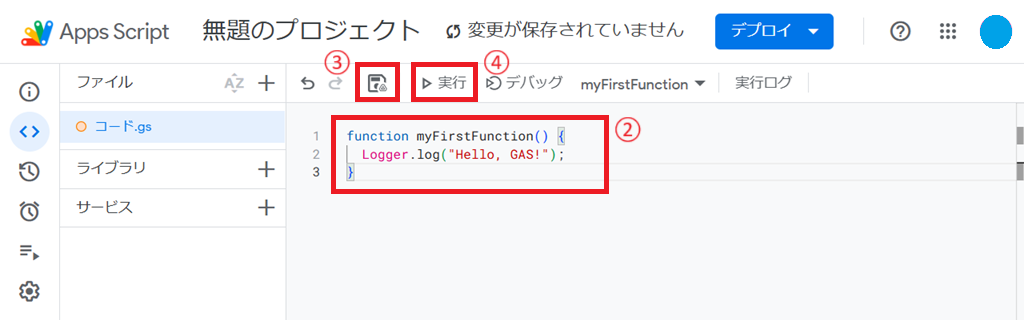 Apps Script 無題のプロジェクト 変更が保存されていません デプロイ
ファイル AZ ③ 実行 ④ デバッグ myFirstFunction 実行ログ
コード.gs
ライブラリ
サービス
②
1 function myFirstFunction() {
2 Logger.log("Hello, GAS!");
3 }